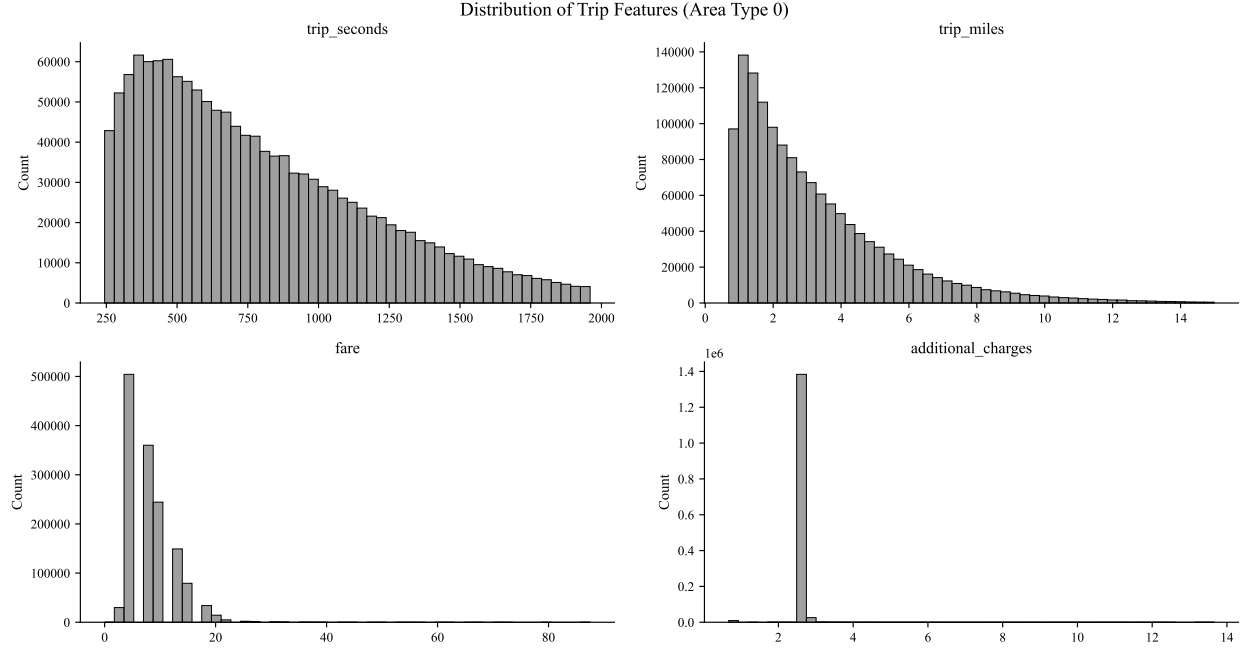 Distribution of Trip Features (Area Type 0)
trip_seconds
Count
60000
50000
40000
30000
20000
10000
0
250 500 750 1000 1250 1500 1750 2000
trip_miles
Count
140000
120000
100000
80000
60000
40000
20000
0
0 2 4 6 8 10 12 14
fare
Count
500000
400000
300000
200000
100000
0
0 20 40 60 80
additional_charges
1e6
Count
1.4
1.2
1.0
0.8
0.6
0.4
0.2
0.0
2 4 6 8 10 12 14